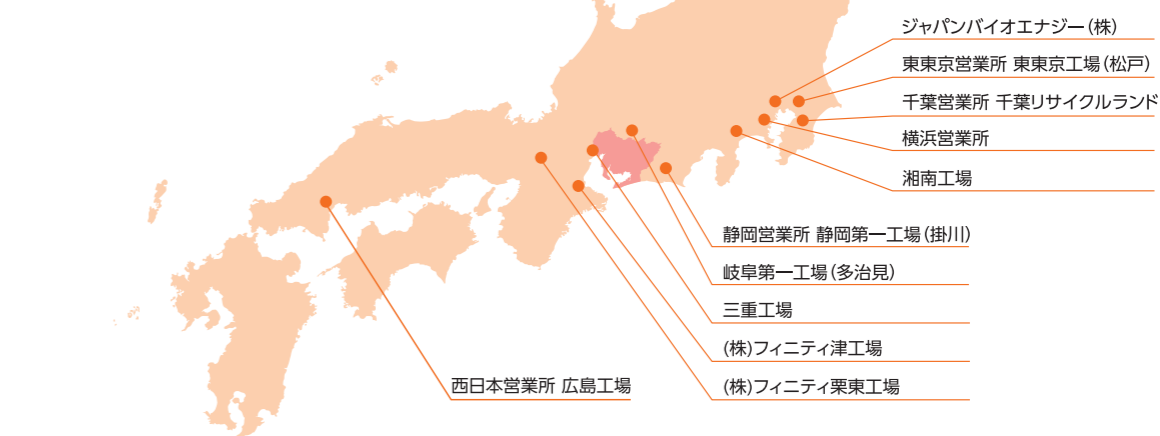 ジャパンバイオエナジー(株)
東東京営業所 東東京工場(松戸)
千葉営業所 千葉リサイクルランド
横浜営業所
湘南工場
静岡営業所 静岡第一工場(掛川)
岐阜第一工場(多治見)
三重工場
(株)フィニティ津工場
(株)フィニティ栗東工場
西日本営業所 広島工場